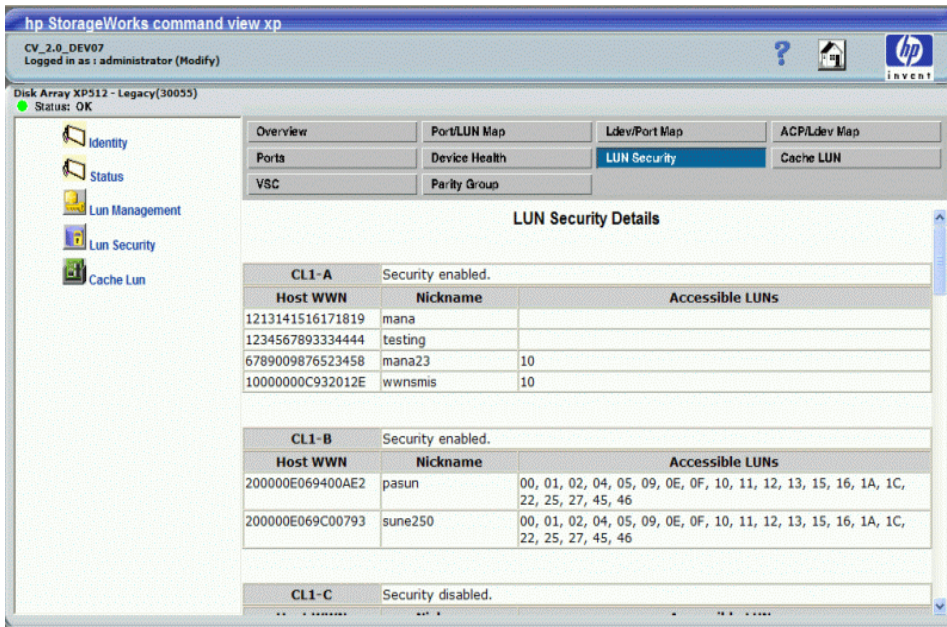 hp StorageWorks command view xp
CV_2.0_DEV07
Logged in as : administrator (Modify)
?
hp
invent
Disk Array XP512 - Legacy(30055)
Status: OK
Identity
Status
Lun Management
Lun Security
Cache Lun
Overview Port/LUN Map Ldev/Port Map ACP/Ldev Map
Ports Device Health LUN Security Cache LUN
VSC Parity Group
LUN Security Details
CL1-A Security enabled.
Host WWN Nickname Accessible LUNs
1213141516171819 mana
1234567893334444 testing
6789009876523458 mana23 10
10000000C932012E wwnsmis 10
CL1-B Security enabled.
Host WWN Nickname Accessible LUNs
200000E069400AE2 pasun 00, 01, 02, 04, 05, 09, 0E, 0F, 10, 11, 12, 13, 15, 16, 1A, 1C,
22, 25, 27, 45, 46
200000E069C00793 sune250 00, 01, 02, 04, 05, 09, 0E, 0F, 10, 11, 12, 13, 15, 16, 1A, 1C,
22, 25, 27, 45, 46
CL1-C Security disabled.